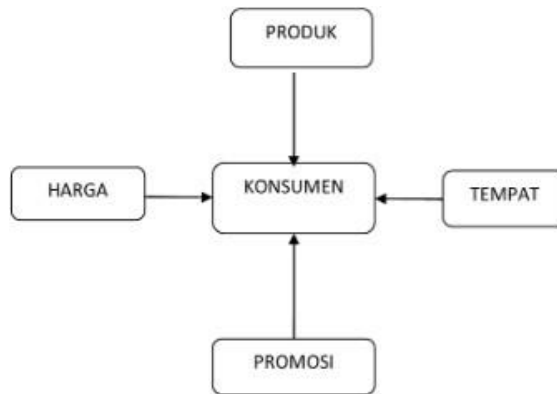 PRODUK
HARGA
KONSUMEN
TEMPAT
PROMOSI